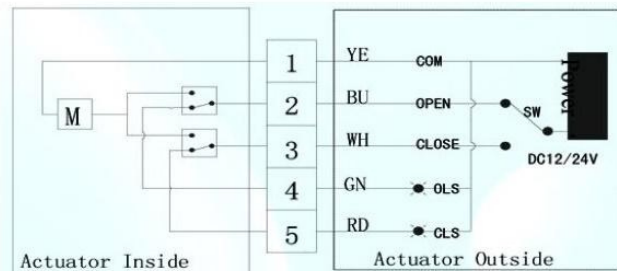 1 YE COM
M 2 BU OPEN SW Power
3 WH CLOSE DC12/24V
4 GN OLS
5 RD CLS
Actuator Inside Actuator Outside